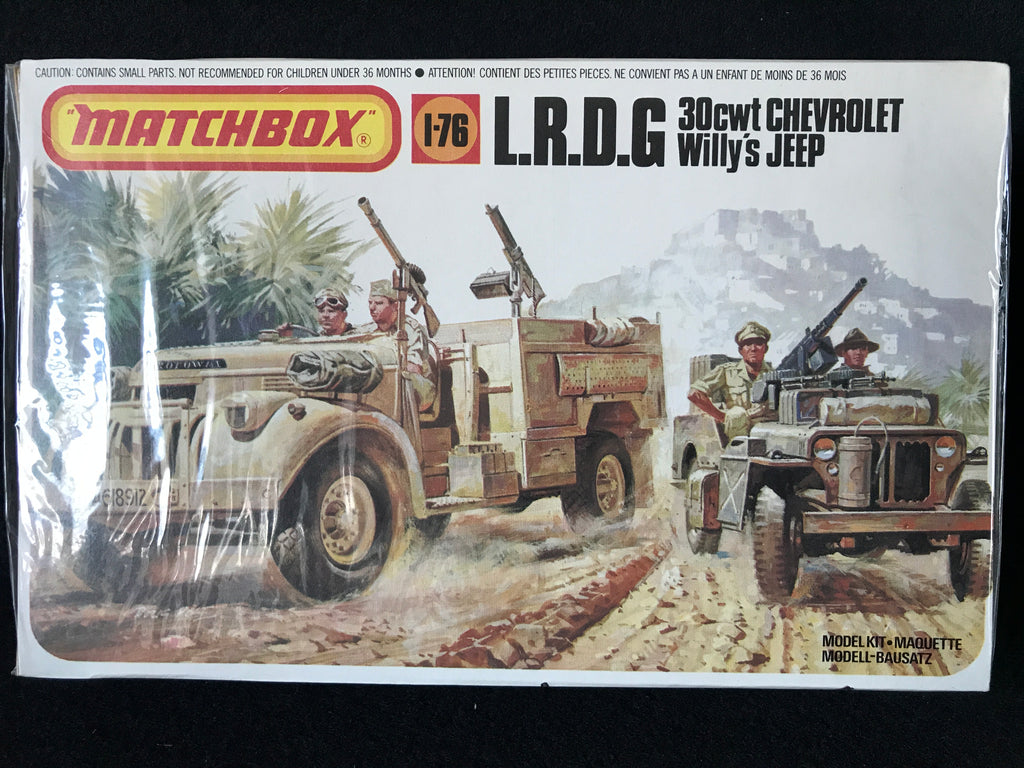 CAUTION: CONTAINS SMALL PARTS. NOT RECOMMENDED FOR CHILDREN UNDER 36 MONTHS ● ATTENTION! CONTIENT DES PETITES PIECES. NE CONVIENT PAS A UN ENFANT DE MOINS DE 36 MOIS
"MATCHBOX"®
1-76
L.R.D.G
30cwt CHEVROLET
Willy's JEEP
MODEL KIT • MAQUETTE
MODELL-BAUSATZ